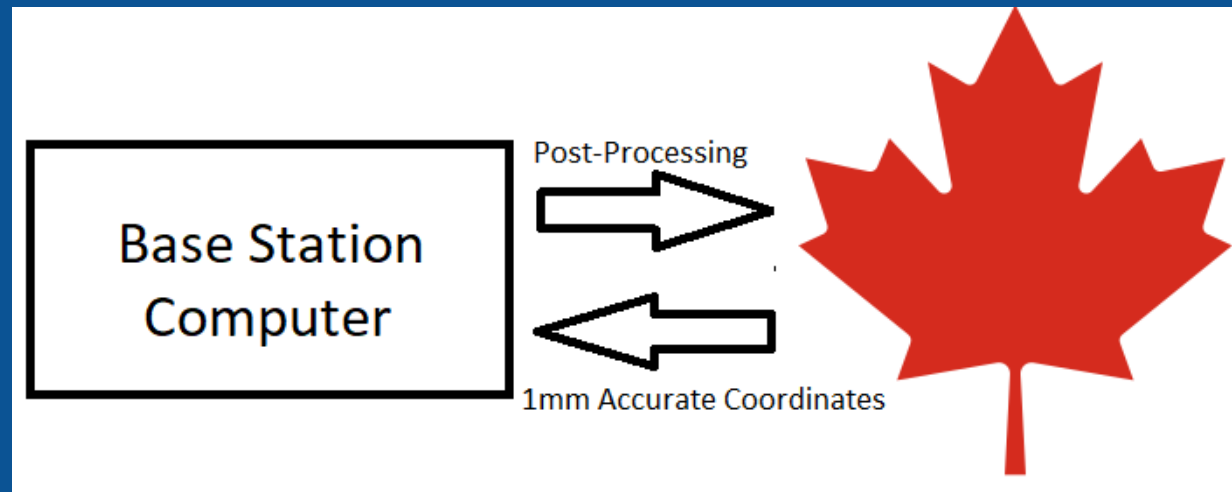 Post-Processing
Base Station
Computer
1mm Accurate Coordinates